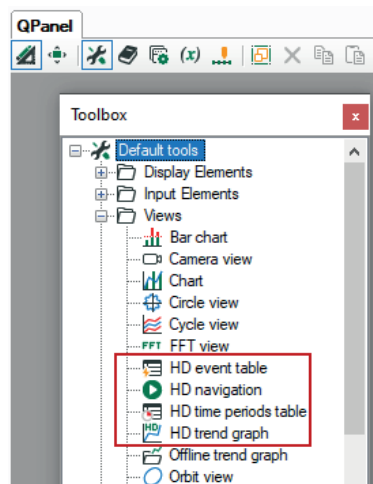 QPanel
(x)
Toolbox
x
Default tools
Display Elements
Input Elements
Views
Bar chart
Camera view
Chart
Circle view
Cycle view
FFT FFT view
HD event table
HD navigation
HD time periods table
HD HD trend graph
Offline trend graph
Orbit view